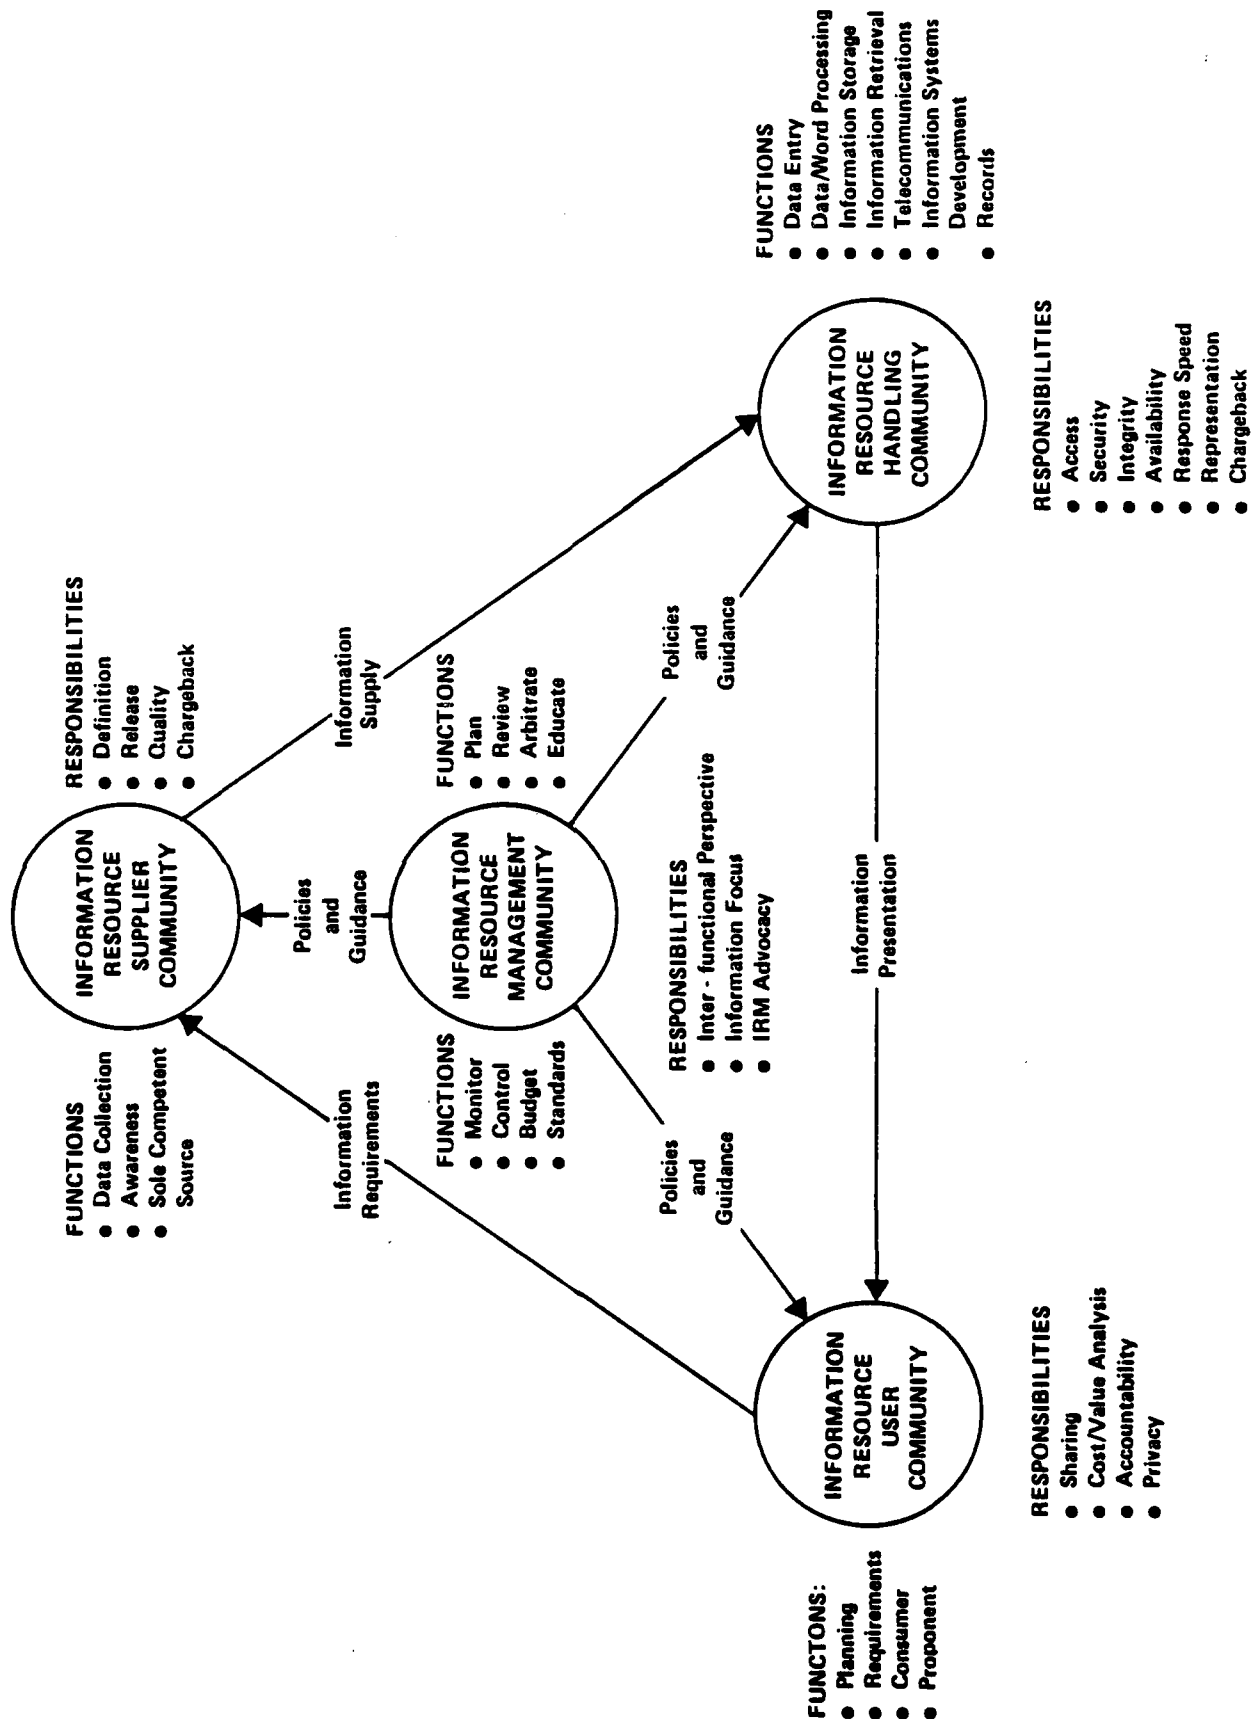 FUNCTIONS
● Data Collection
● Awareness
● Sole Competent
Source
INFORMATION
RESOURCE
SUPPLIER
COMMUNITY
RESPONSIBILITIES
● Definition
● Release
● Quality
● Chargeback
Information
Requirements
Policies
and
Guidance
Information
Supply
FUNCTIONS
● Monitor
● Control
● Budget
● Standards
INFORMATION
RESOURCE
MANAGEMENT
COMMUNITY
FUNCTIONS
● Plan
● Review
● Arbitrate
● Educate
Policies
and
Guidance
RESPONSIBILITIES
● Inter - functional Perspective
● Information Focus
● IRM Advocacy
Policies
and
Guidance
FUNCTONS:
● Planning
● Requirements
● Consumer
● Proponent
INFORMATION
RESOURCE
USER
COMMUNITY
Information
Presentation
INFORMATION
RESOURCE
HANDLING
COMMUNITY
FUNCTIONS
● Data Entry
● Data/Word Processing
● Information Storage
● Information Retrieval
● Telecommunications
● Information Systems
Development
● Records
RESPONSIBILITIES
● Sharing
● Cost/Value Analysis
● Accountability
● Privacy
RESPONSIBILITIES
● Access
● Security
● Integrity
● Availability
● Response Speed
● Representation
● Chargeback